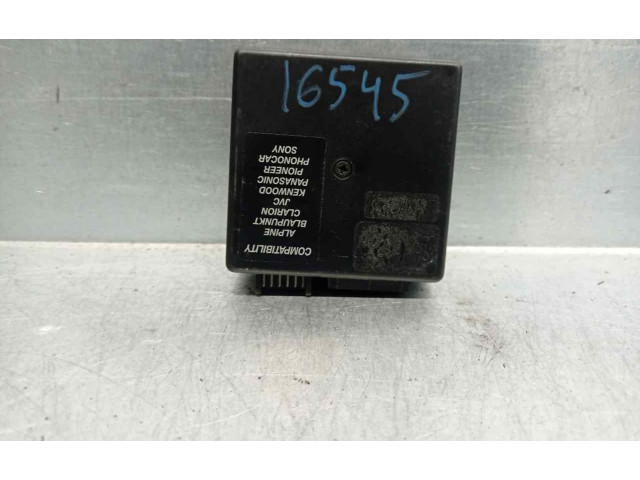 16545
COMPATIBILITY
ALPINE
BLAUPUNKT
CLARION
JVC
KENWOOD
PANASONIC
PIONEER
PHONOCAR
SONY